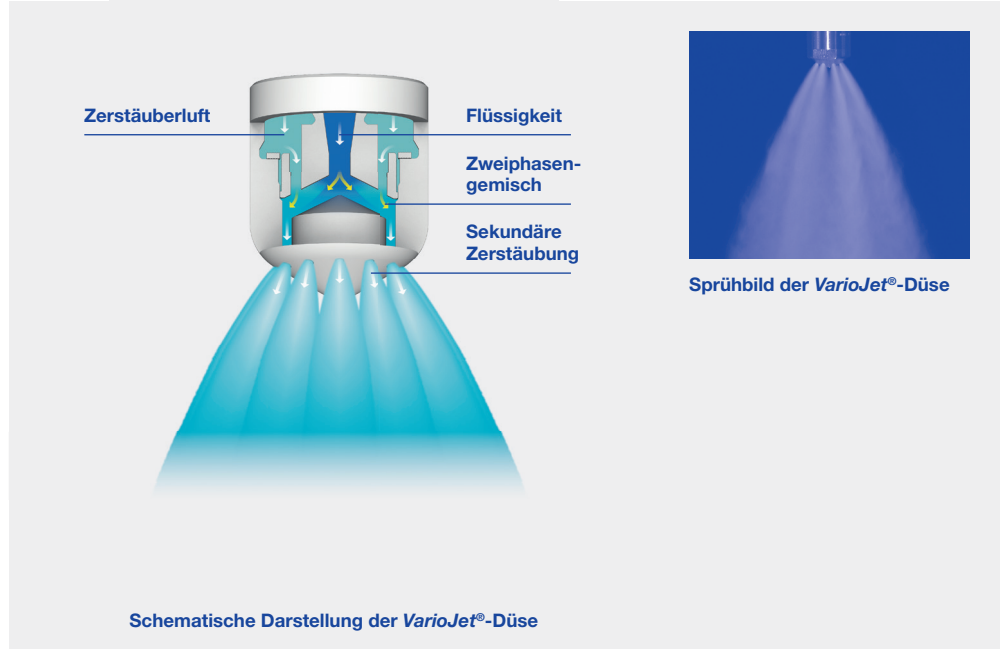 Zerstäuberluft
Flüssigkeit
Zweiphasen-
gemisch
Sekundäre
Zerstäubung
Sprühbild der VarioJet®-Düse
Schematische Darstellung der VarioJet®-Düse